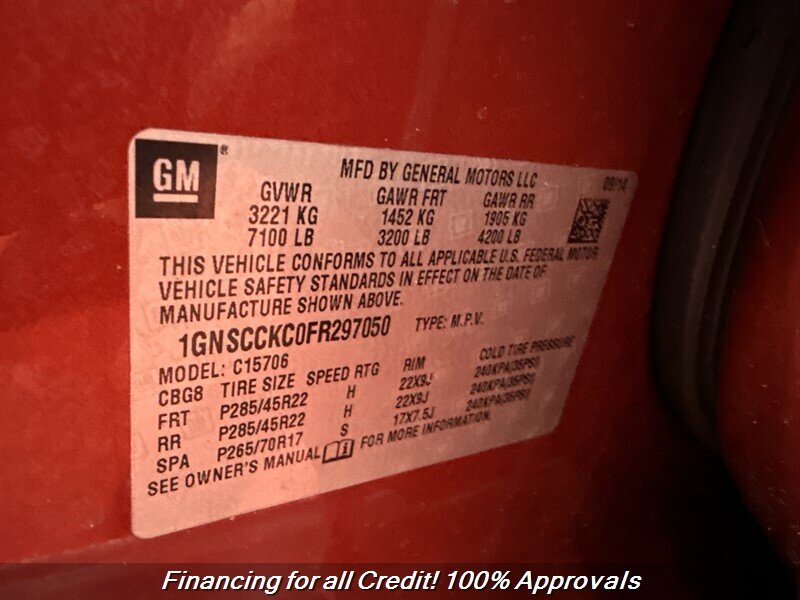 GM ® MFD BY GENERAL MOTORS LLC
GVWR GAWR FRT GAWR RR
3221 KG 1452 KG 1905 KG
7100 LB 3200 LB 4200 LB
THIS VEHICLE CONFORMS TO ALL APPLICABLE U.S. FEDERAL MOTOR
VEHICLE SAFETY STANDARDS IN EFFECT ON THE DATE OF
MANUFACTURE SHOWN ABOVE.
1GNSCCKC0FR297050 TYPE: M.P.V.
MODEL: C15706
CBG8 TIRE SIZE SPEED RTG RIM COLD TIRE PRESSURE
FRT P285/45R22 H 22X9J 240KPA(35PSI)
RR P285/45R22 H 22X9J 240KPA(35PSI)
SPA P265/70R17 S 17X7.5J 240KPA(35PSI)
SEE OWNER'S MANUAL FOR MORE INFORMATION.
Financing for all Credit! 100% Approvals